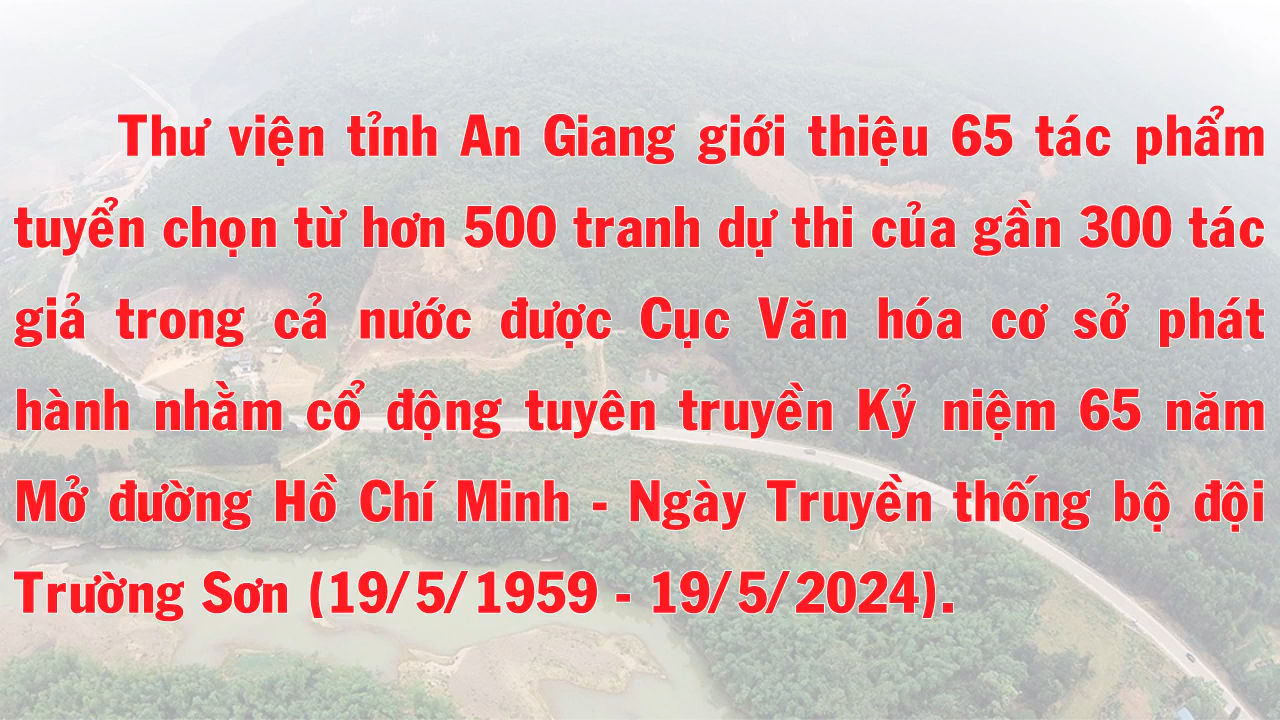 Thư viện tỉnh An Giang giới thiệu 65 tác phẩm
tuyển chọn từ hơn 500 tranh dự thi của gần 300 tác
giả trong cả nước được Cục Văn hóa cơ sở phát
hành nhằm cổ động tuyên truyền Kỷ niệm 65 năm
Mở đường Hồ Chí Minh - Ngày Truyền thống bộ đội
Trường Sơn (19/5/1959 - 19/5/2024).